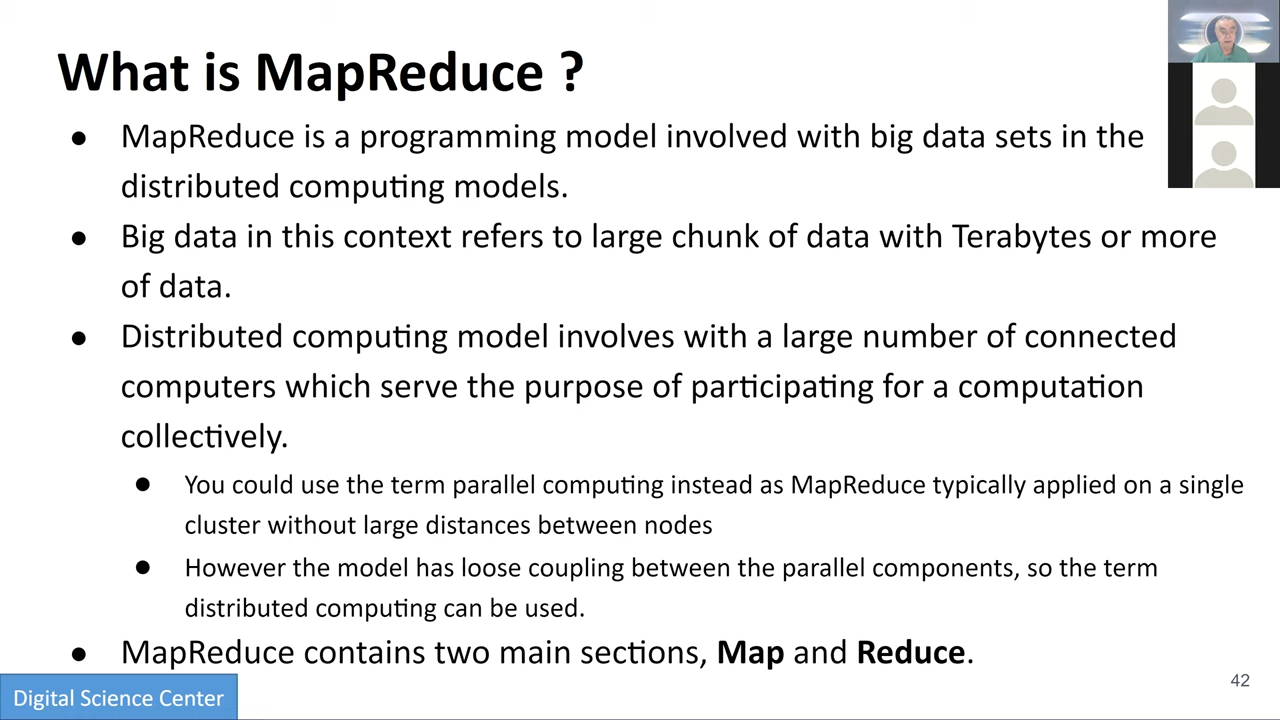 What is MapReduce ?
● MapReduce is a programming model involved with big data sets in the
distributed computing models.
● Big data in this context refers to large chunk of data with Terabytes or more
of data.
● Distributed computing model involves with a large number of connected
computers which serve the purpose of participating for a computation
collectively.
● You could use the term parallel computing instead as MapReduce typically applied on a single
cluster without large distances between nodes
● However the model has loose coupling between the parallel components, so the term
distributed computing can be used.
● MapReduce contains two main sections, Map and Reduce.
42
Digital Science Center